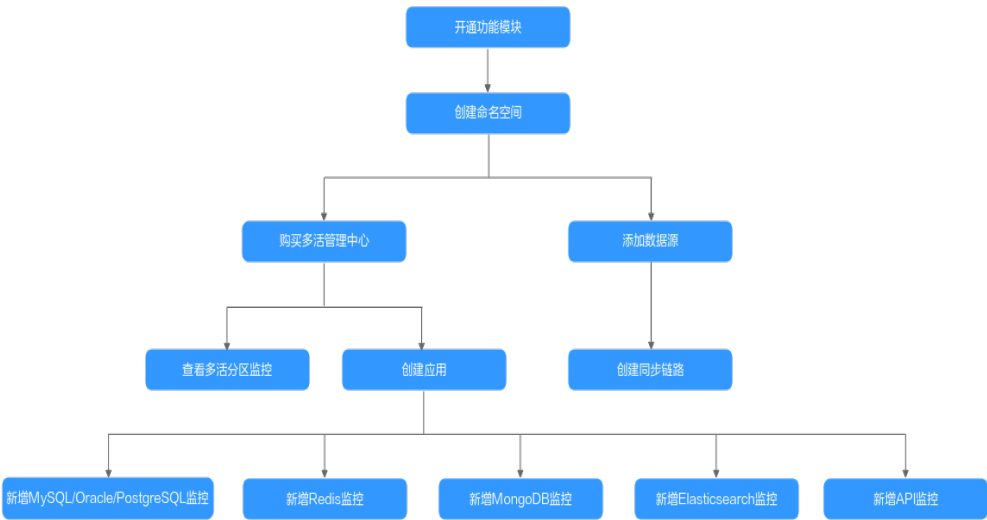 开通功能模块
创建命名空间
购买多活管理中心
添加数据源
查看多活分区监控
创建应用
创建同步链路
新增MySQL/Oracle/PostgreSQL监控
新增Redis监控
新增MongoDB监控
新增Elasticsearch监控
新增API监控